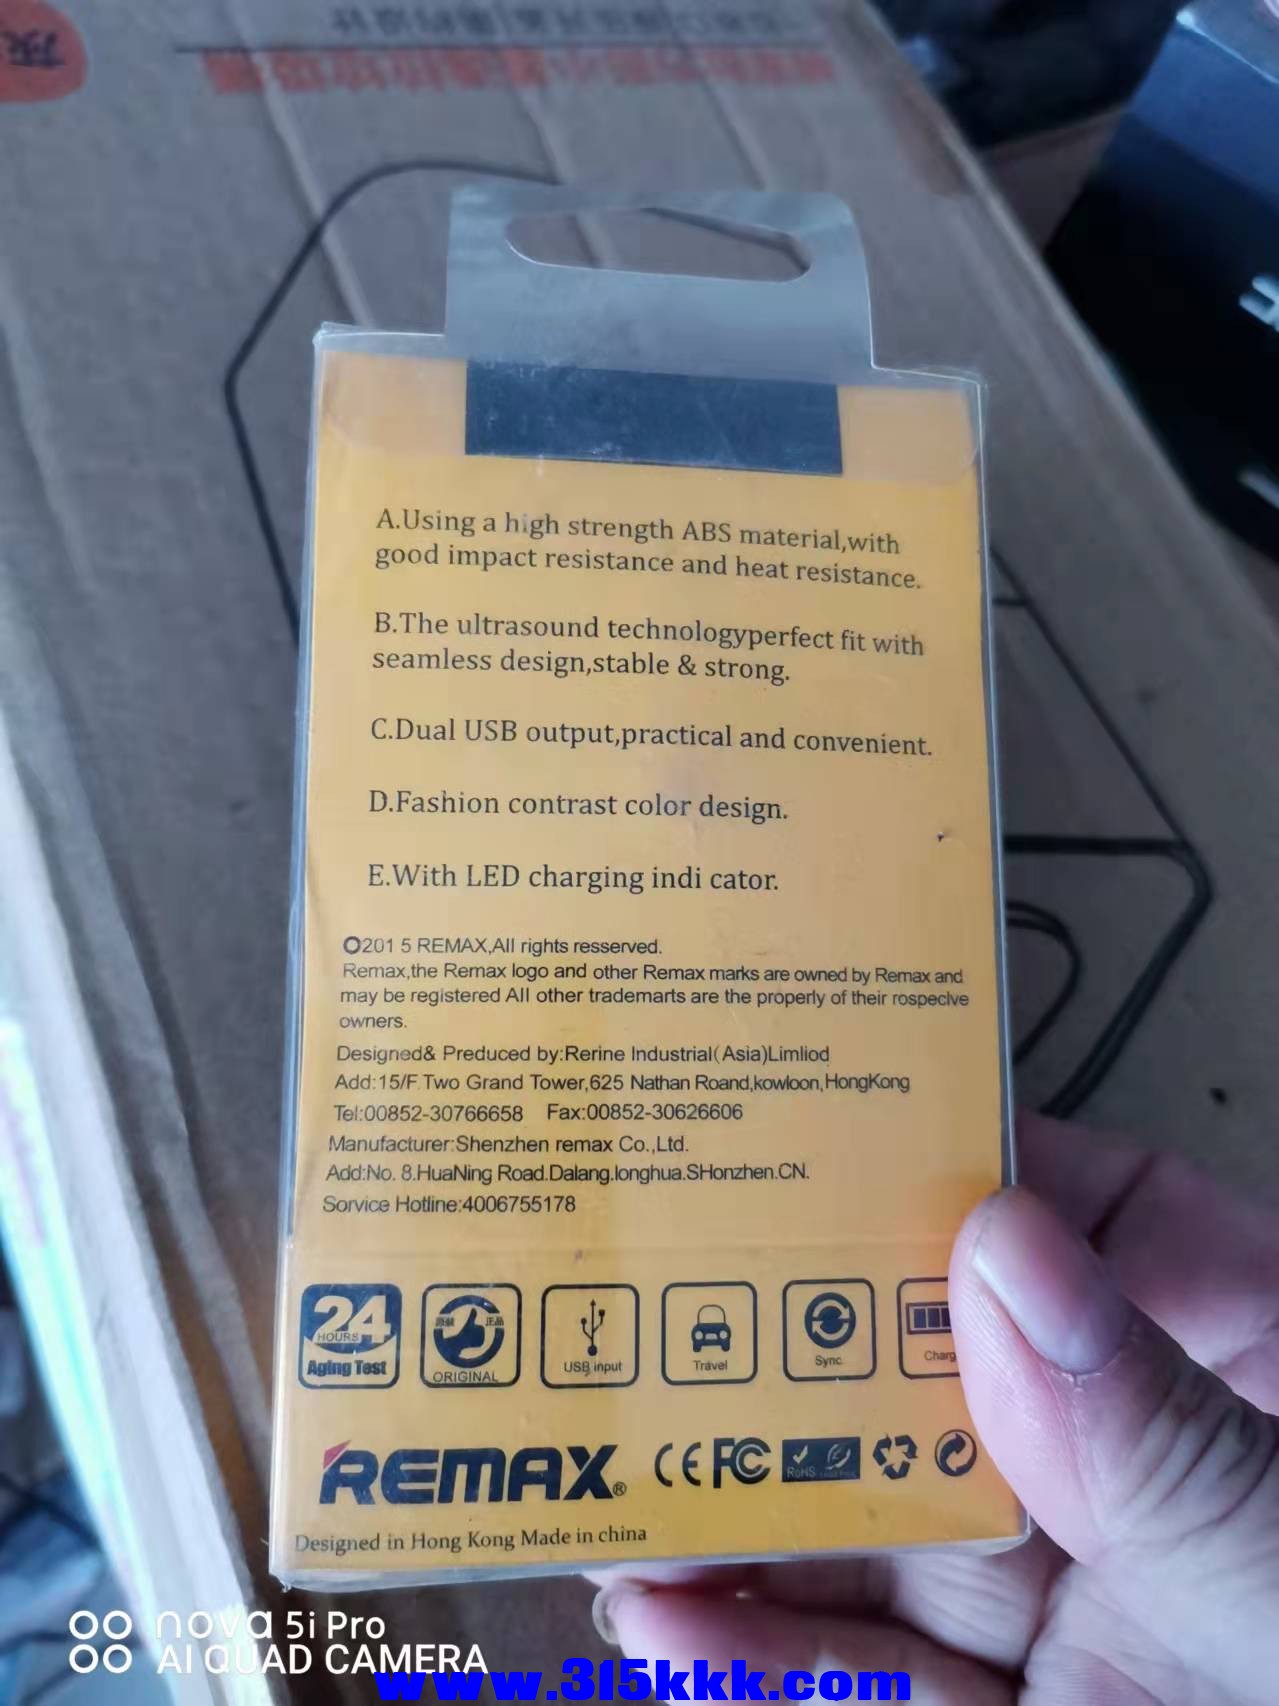 A.Using a high strength ABS material,with
good impact resistance and heat resistance.
B.The ultrasound technologyperfect fit with
seamless design,stable & strong.
C.Dual USB output,practical and convenient.
D.Fashion contrast color design.
E.With LED charging indi cator.
©201 5 REMAX,All rights resserved.
Remax,the Remax logo and other Remax marks are owned by Remax and
may be registered All other trademarts are the properly of their rospecive
owners.
Designed& Preduced by:Rerine Industrial(Asia)Limliod
Add:15/F.Two Grand Tower,625 Nathan Roand,kowloon,HongKong
Tel:00852-30766658 Fax:00852-30626606
Manufacturer:Shenzhen remax Co.,Ltd.
Add:No. 8.HuaNing Road.Dalang.longhua.SHonzhen.CN.
Sorvice Hotline:4006755178
24
HOURS
Aging Test
原装 正品
ORIGINAL
USB input
Travel
Sync
Charg
REMAX®
CE FC RoHS
Designed in Hong Kong Made in china
nova 5i Pro
AI QUAD CAMERA
www.315kkk.com